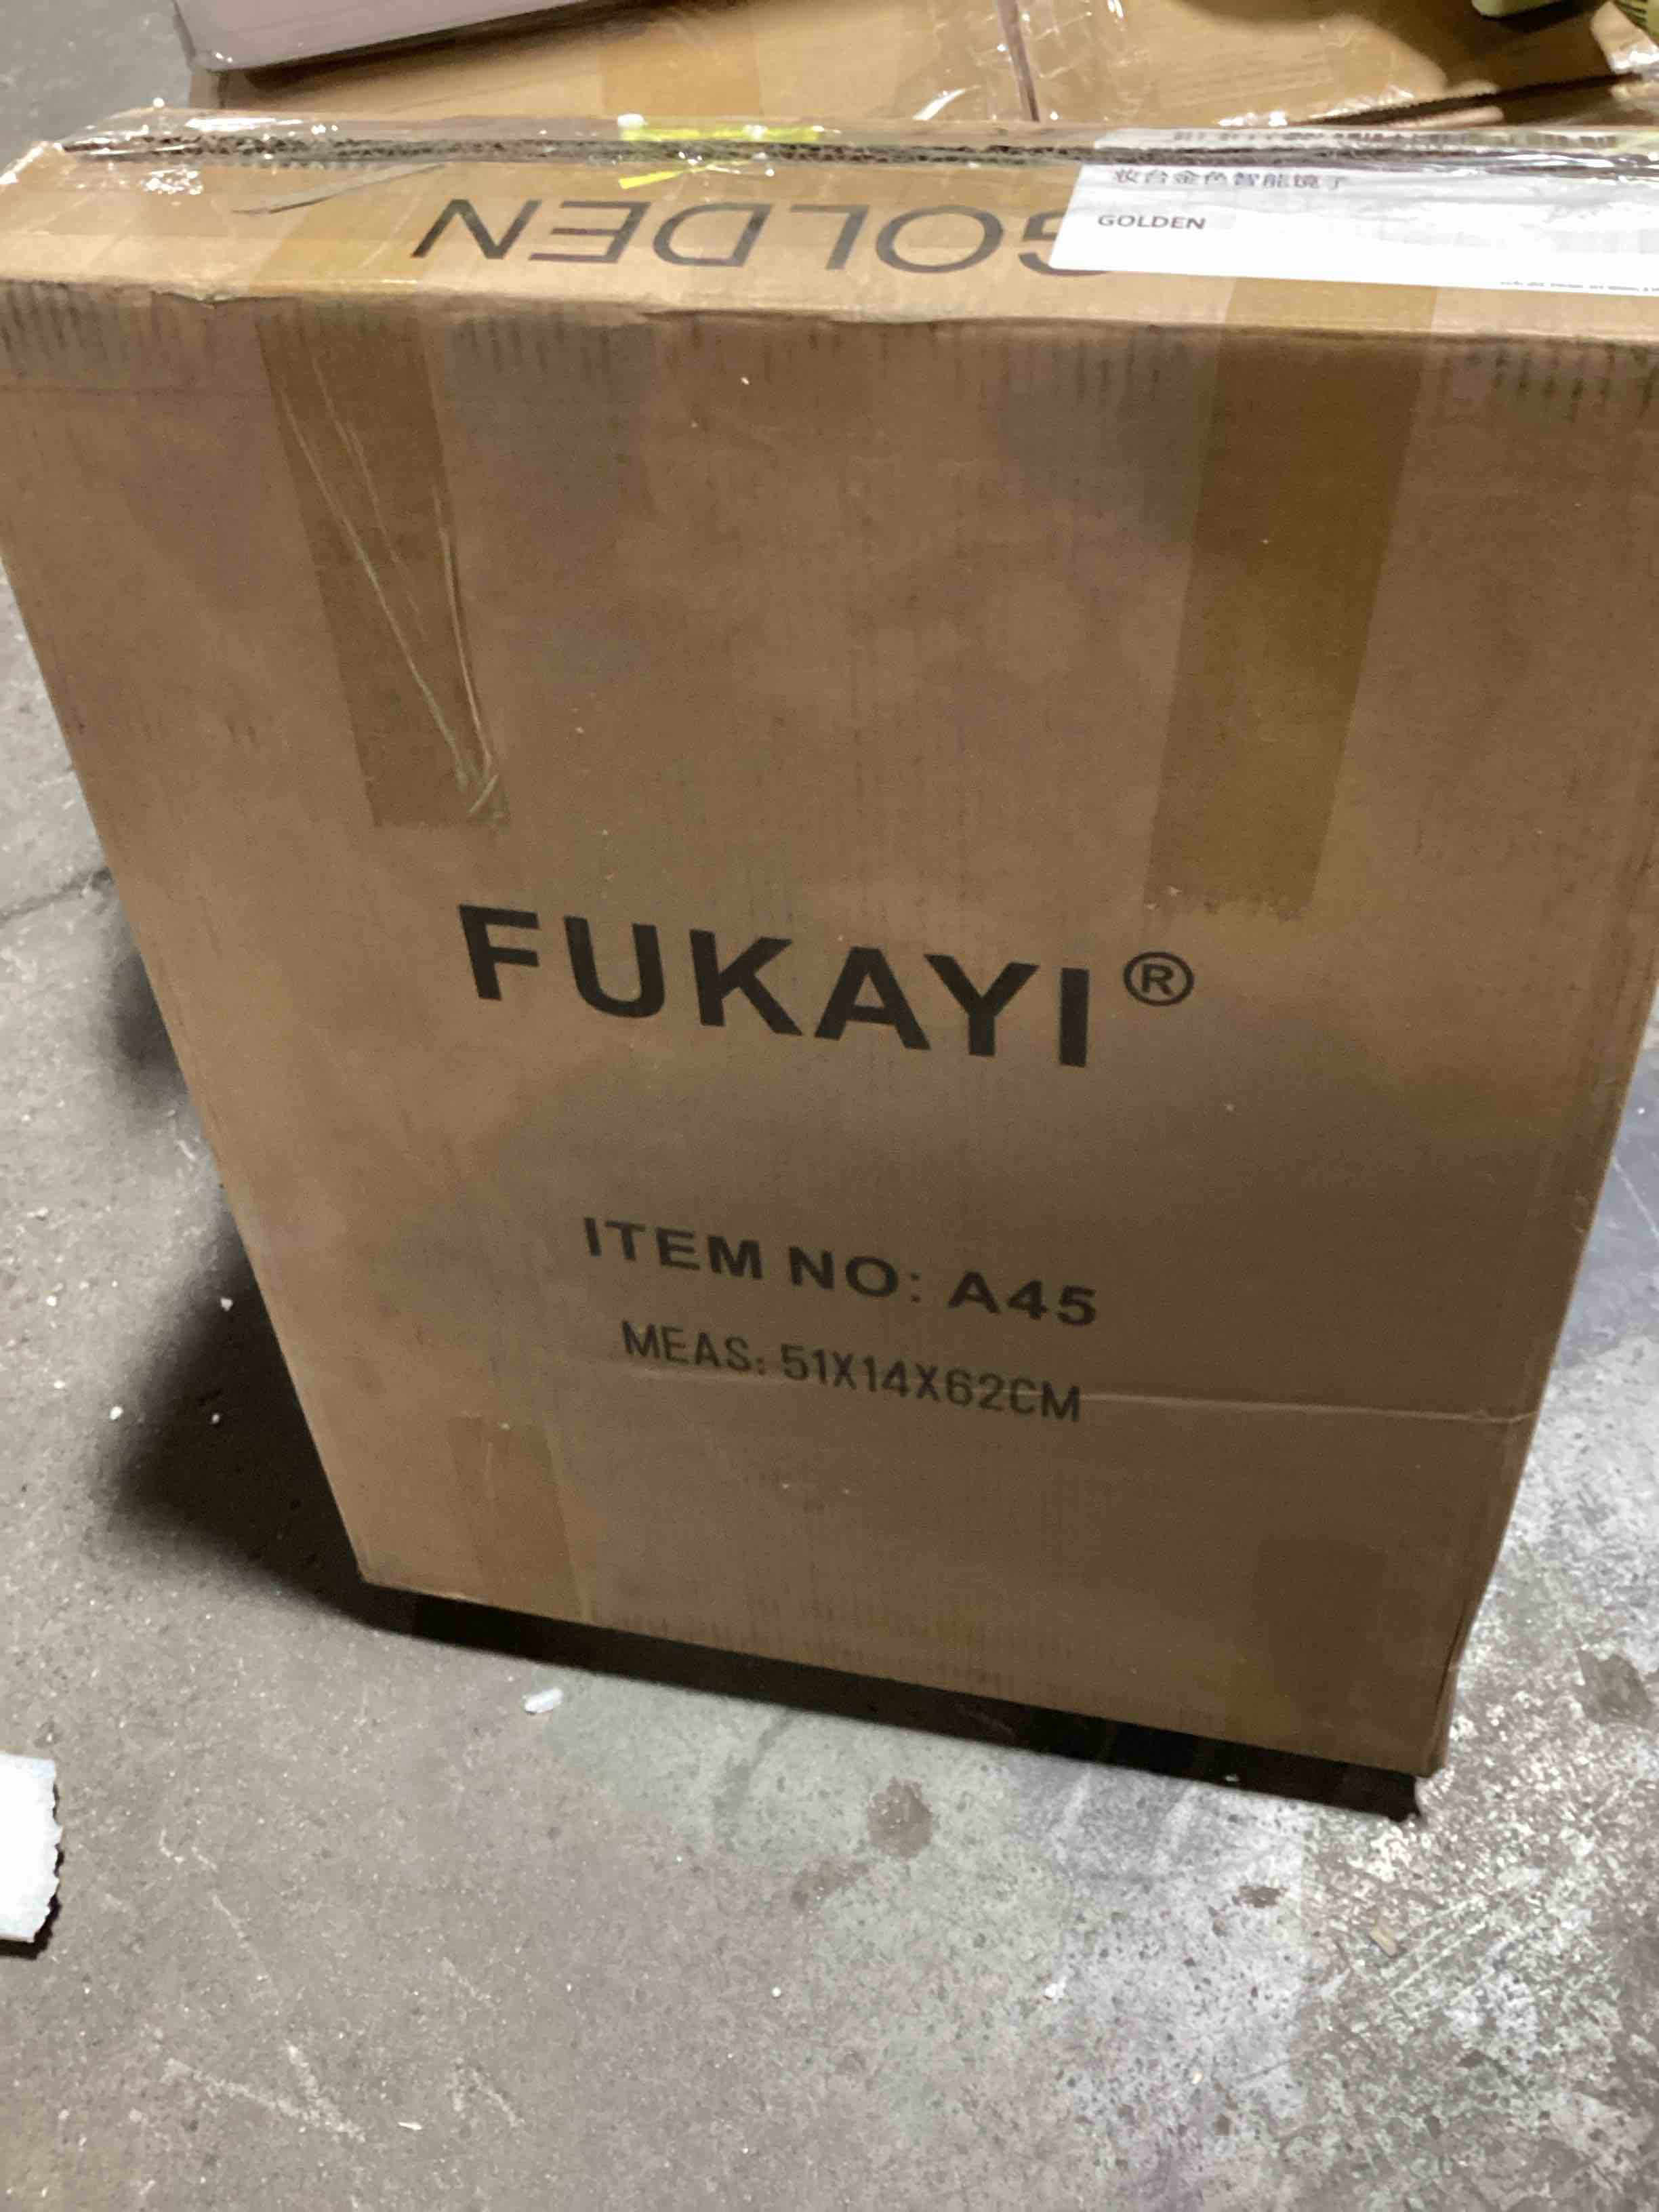 GOLDEN
妆台金色智能镜子
GOLDEN
FUKAYI®
ITEM NO: A45
MEAS: 51X14X62CM